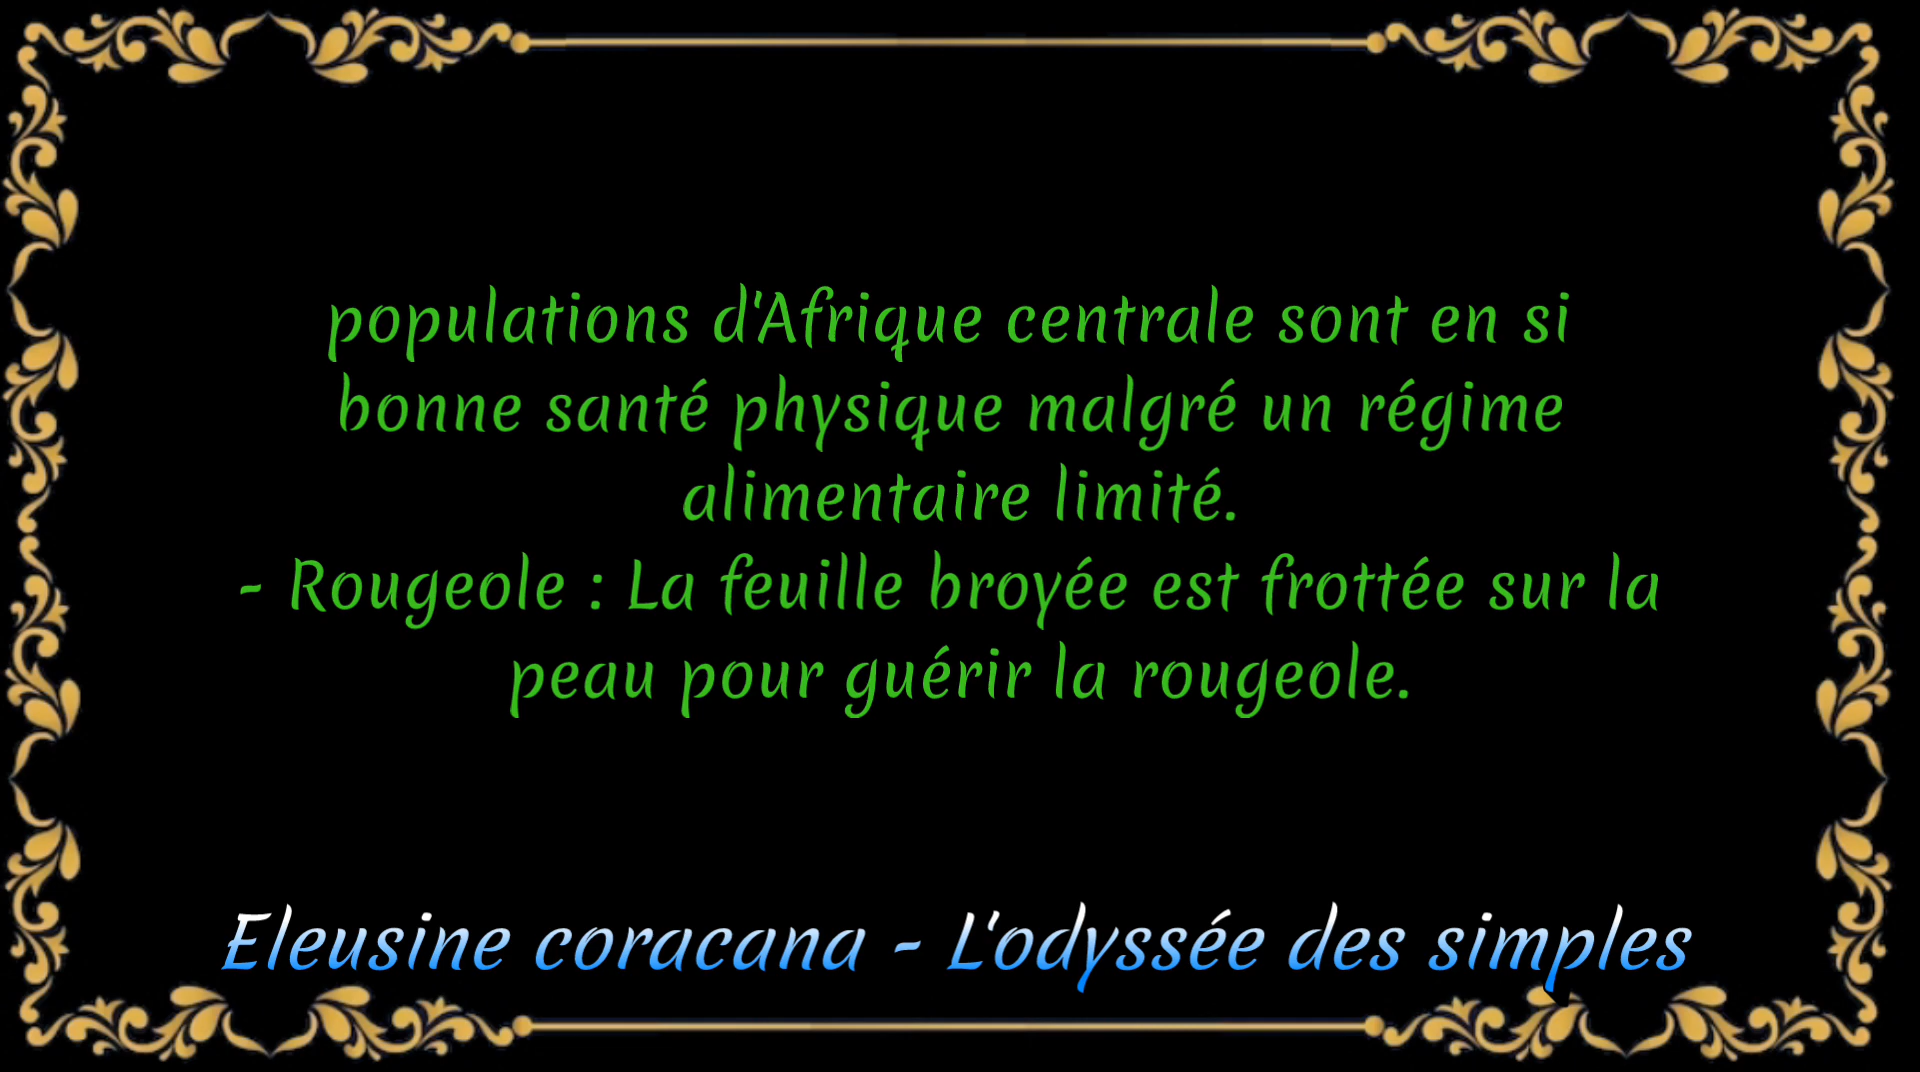 populations d'Afrique centrale sont en si
bonne santé physique malgré un régime
alimentaire limité.
- Rougeole : La feuille broyée est frottée sur la
peau pour guérir la rougeole.
Eleusine coracana - L'odyssée des simples